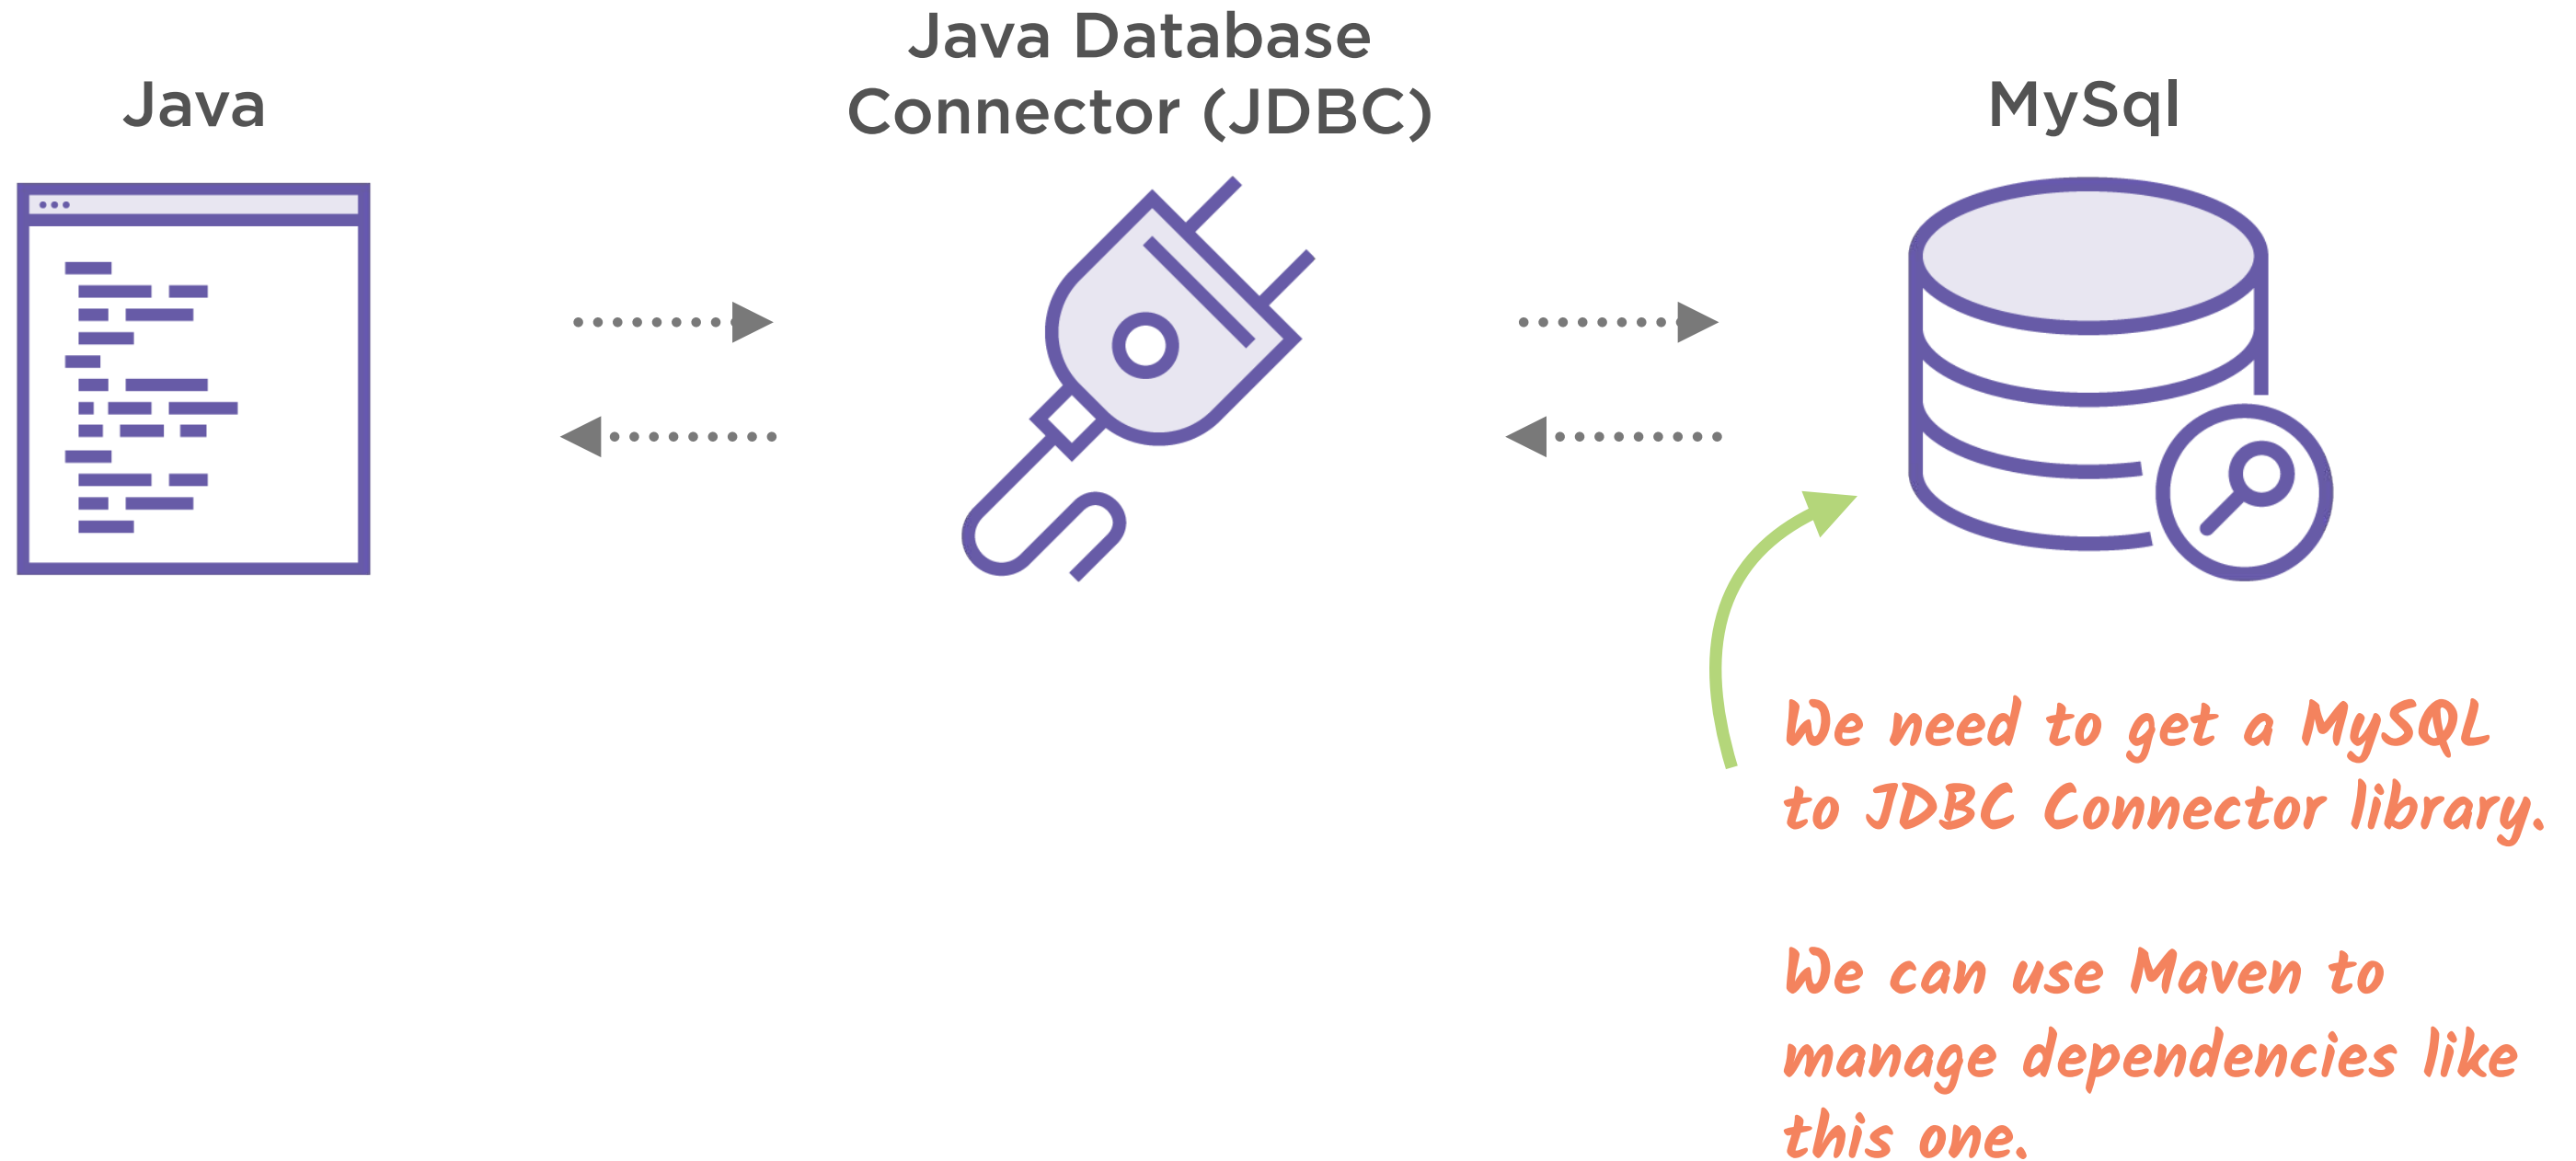 Java
Java Database
Connector (JDBC)
MySql
We need to get a MySQL
to JDBC Connector library.
We can use Maven to
manage dependencies like
this one.